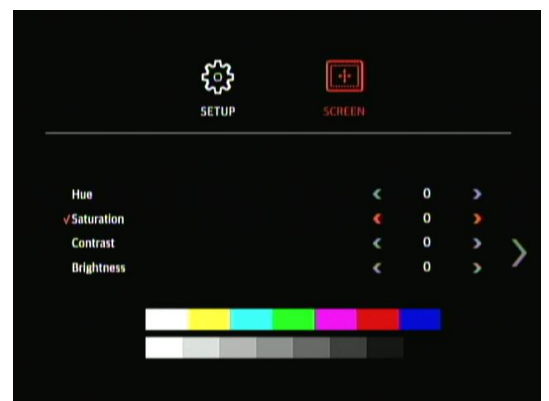 SETUP SCREEN
Hue < 0 >
√Saturation < 0 >
Contrast < 0 >
Brightness < 0 >